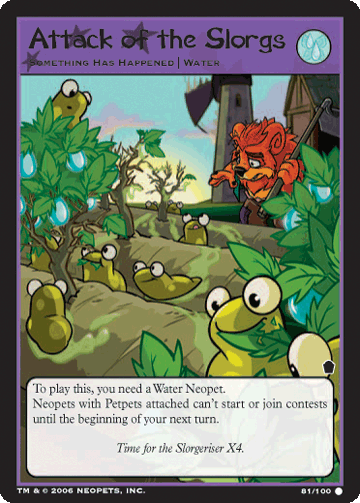 Attack of the Slorgs
Something Has Happened | Water
To play this, you need a Water Neopet.
Neopets with Petpets attached can't start or join contests
until the beginning of your next turn.
Time for the Slorgeriser X4.
TM & © 2006 NEOPETS, INC.
81/100